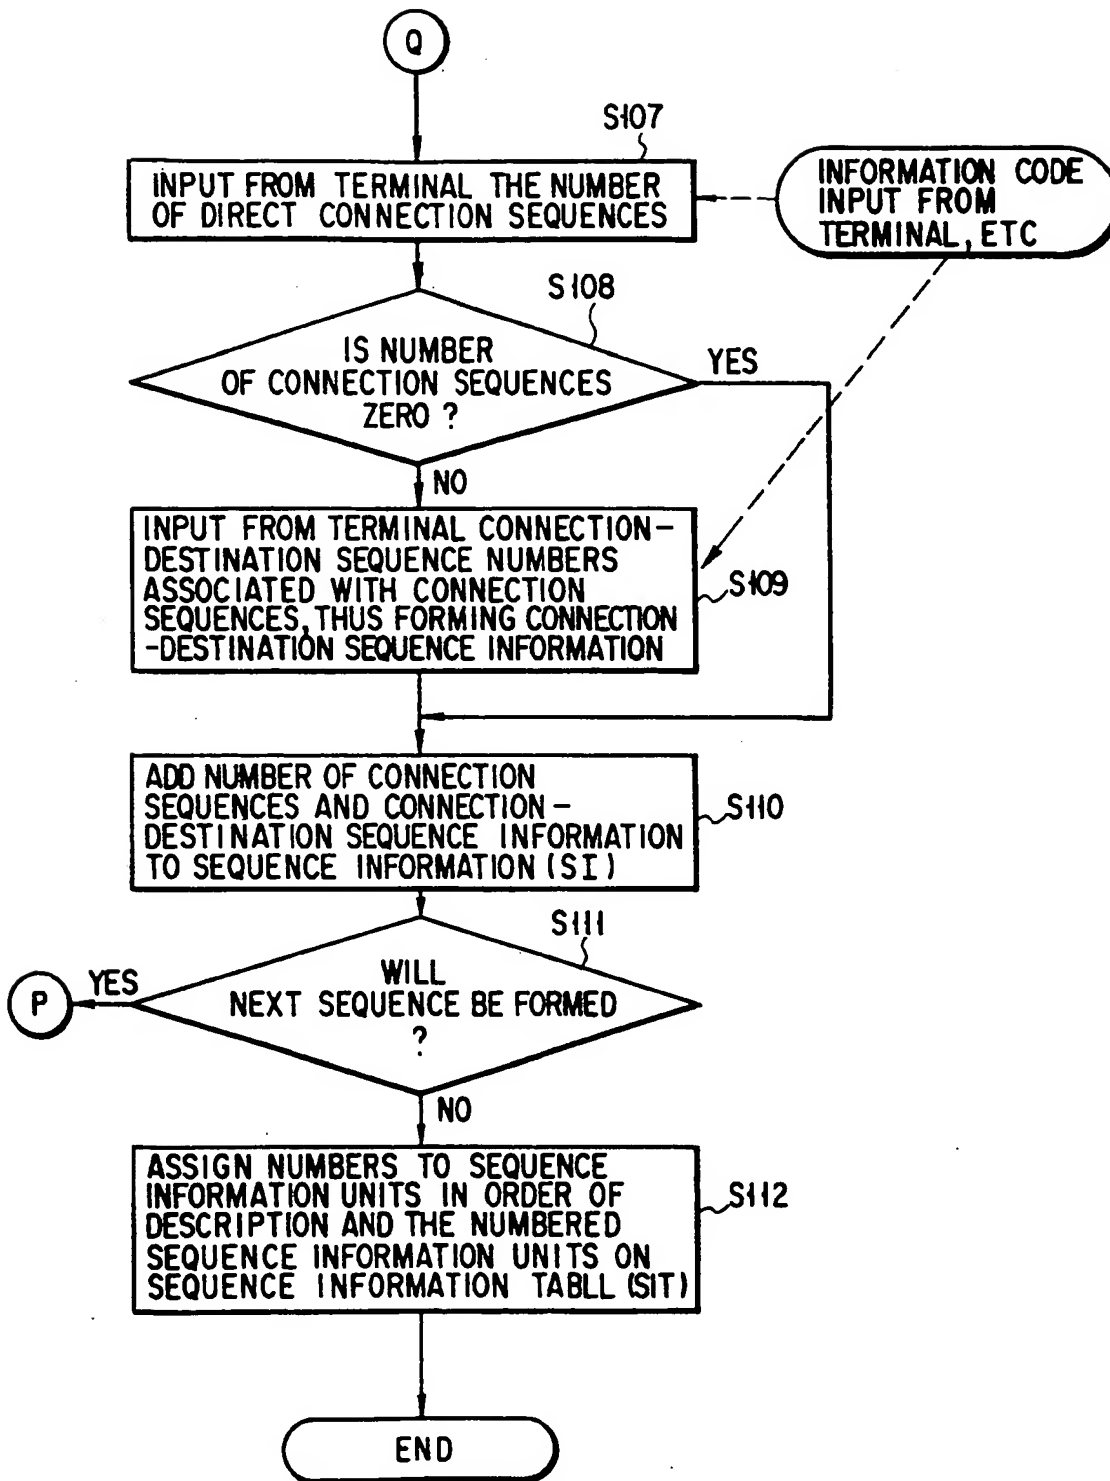 Q
S107
INPUT FROM TERMINAL THE NUMBER
OF DIRECT CONNECTION SEQUENCES
INFORMATION CODE
INPUT FROM
TERMINAL, ETC
S108
IS NUMBER
OF CONNECTION SEQUENCES
ZERO ?
YES
NO
INPUT FROM TERMINAL CONNECTION-
DESTINATION SEQUENCE NUMBERS
ASSOCIATED WITH CONNECTION
SEQUENCES, THUS FORMING CONNECTION
-DESTINATION SEQUENCE INFORMATION
S109
ADD NUMBER OF CONNECTION
SEQUENCES AND CONNECTION-
DESTINATION SEQUENCE INFORMATION
TO SEQUENCE INFORMATION (SI)
S110
S111
WILL
NEXT SEQUENCE BE FORMED
?
YES
P
NO
ASSIGN NUMBERS TO SEQUENCE
INFORMATION UNITS IN ORDER OF
DESCRIPTION AND THE NUMBERED
SEQUENCE INFORMATION UNITS ON
SEQUENCE INFORMATION TABLL (SIT)
S112
END